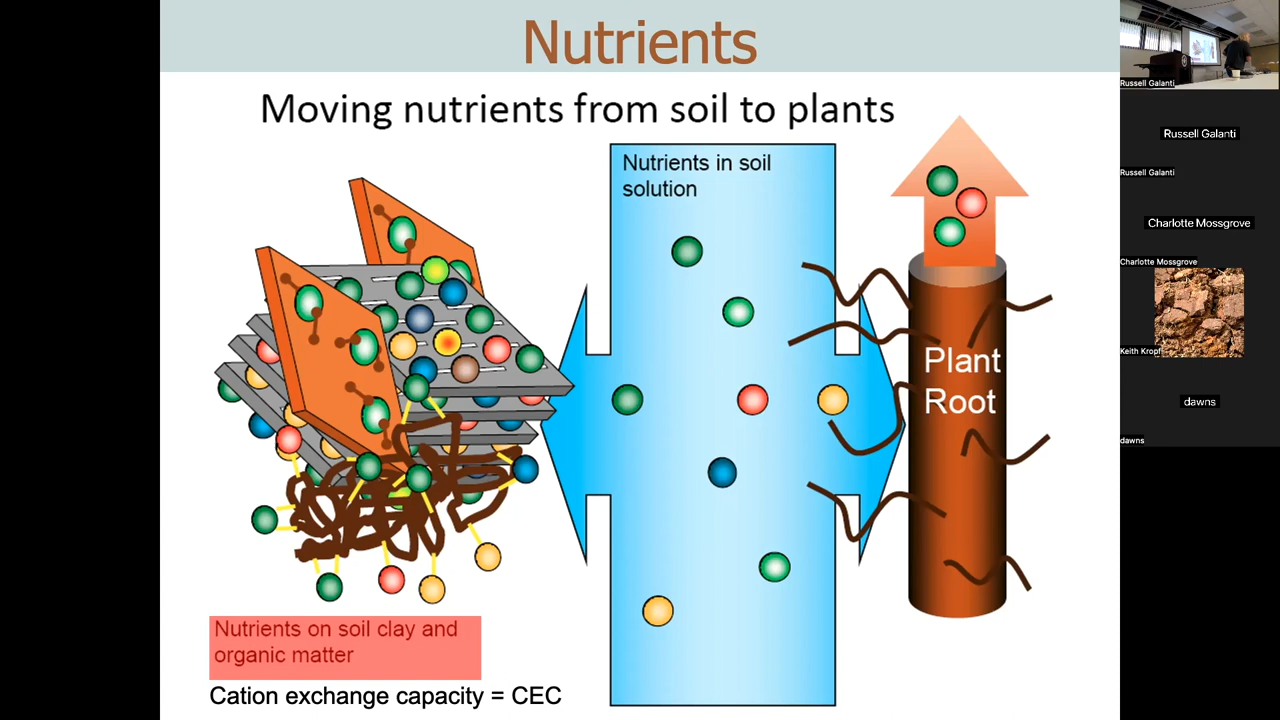 Nutrients
Moving nutrients from soil to plants
Nutrients in soil
solution
Plant
Root
Nutrients on soil clay and
organic matter
Cation exchange capacity = CEC
Russell Galanti
Russell Galanti
Russell Galanti
Charlotte Mossgrove
Charlotte Mossgrove
Keith Kropf
dawns
dawns